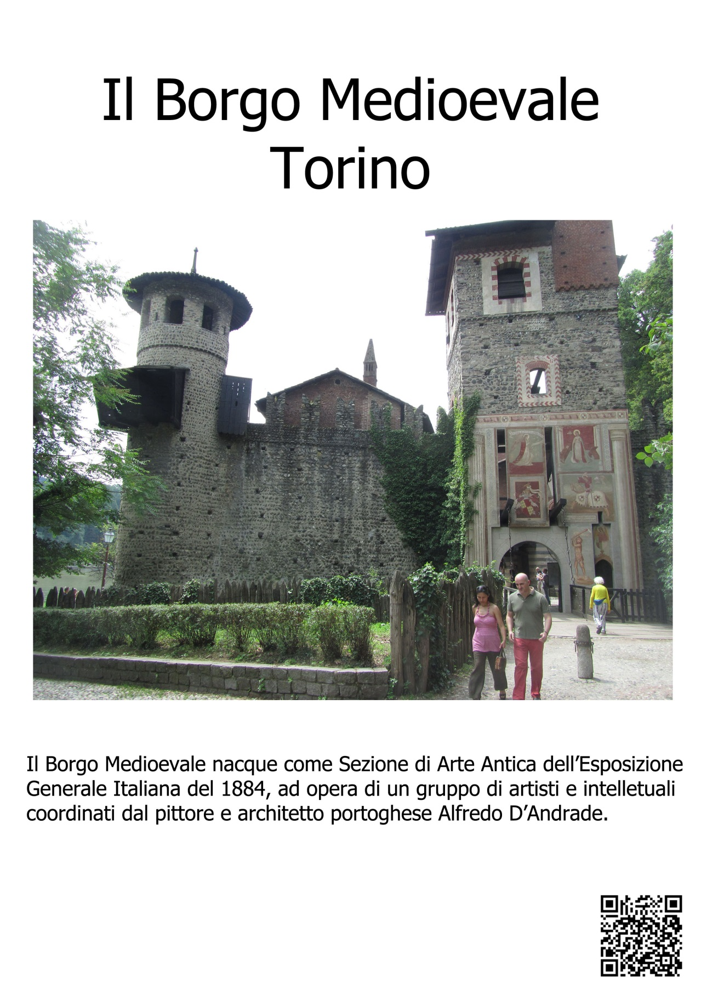 Il Borgo Medioevale
Torino
Il Borgo Medioevale nacque come Sezione di Arte Antica dell’Esposizione
Generale Italiana del 1884, ad opera di un gruppo di artisti e intelletuali
coordinati dal pittore e architetto portoghese Alfredo D’Andrade.